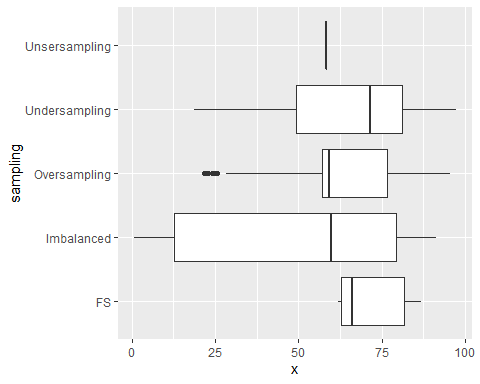 Unsersampling
Undersampling
Oversampling
Imbalanced
FS
sampling
0 25 50 75 100
x